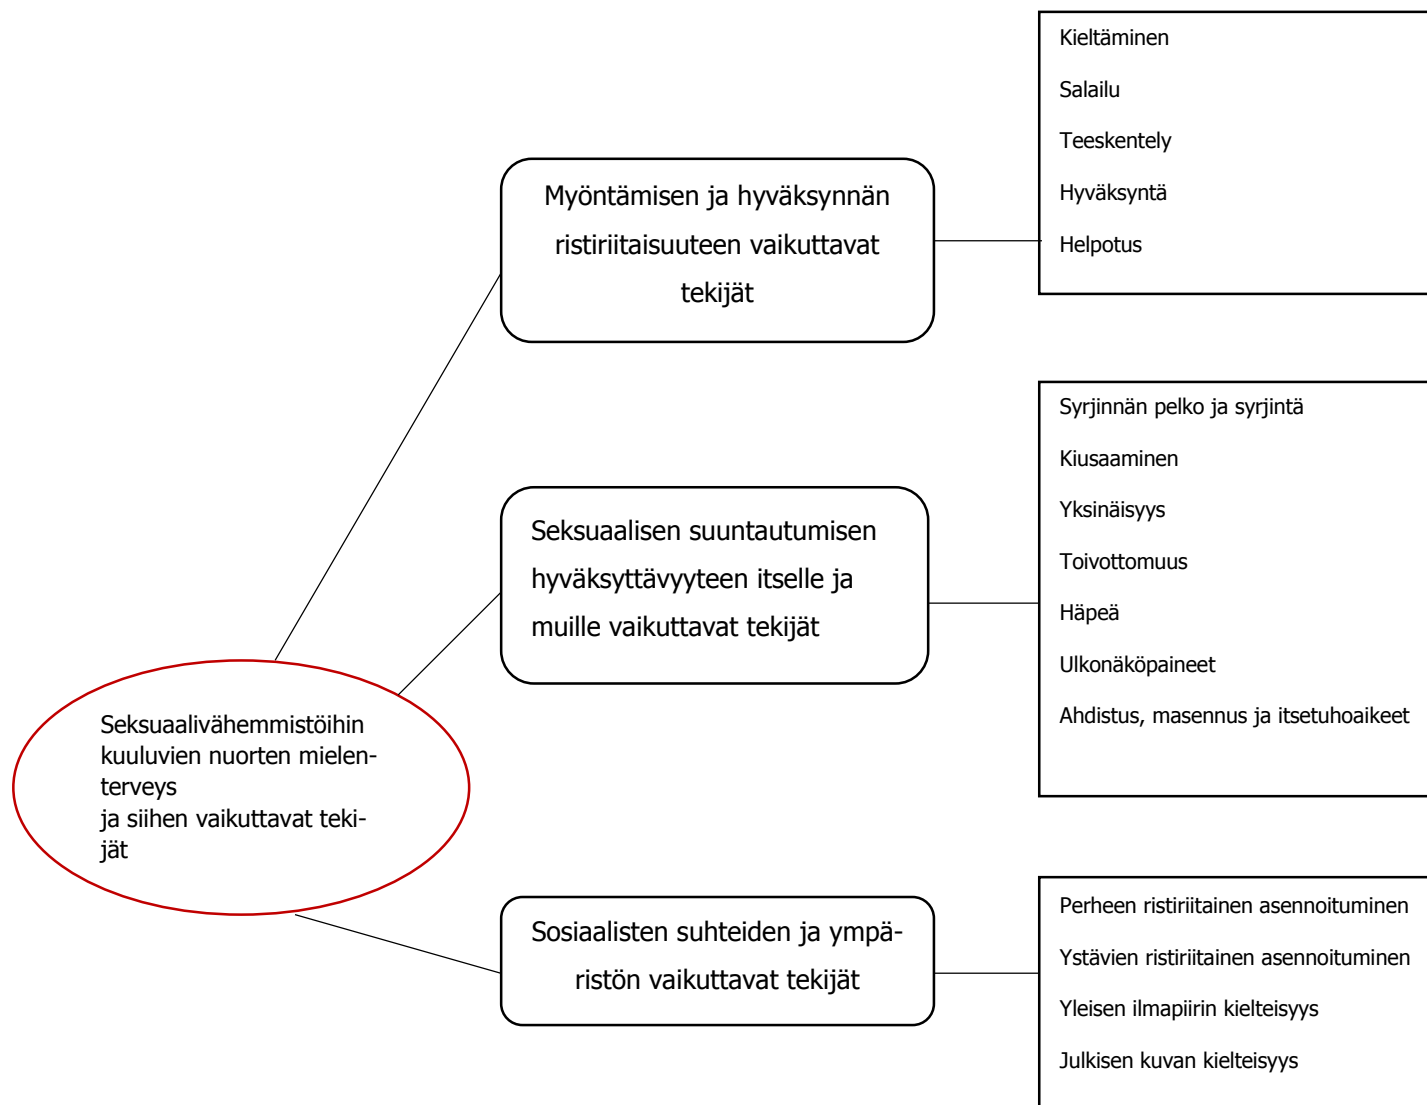 Kieltäminen
Salailu
Teeskentely
Hyväksyntä
Helpotus
Myöntämisen ja hyväksynnän
ristiriitaisuuteen vaikuttavat
tekijät
Syrjinnän pelko ja syrjintä
Kiusaaminen
Yksinäisyys
Toivottomuus
Häpeä
Ulkonäköpaineet
Ahdistus, masennus ja itsetuhoaikeet
Seksuaalisen suuntautumisen
hyväksyttävyyteen itselle ja
muille vaikuttavat tekijät
Seksuaalivähemmistöihin
kuuluvien nuorten mielen-
terveys
ja siihen vaikuttavat teki-
jät
Sosiaalisten suhteiden ja ympä-
ristön vaikuttavat tekijät
Perheen ristiriitainen asennoituminen
Ystävien ristiriitainen asennoituminen
Yleisen ilmapiirin kielteisyys
Julkisen kuvan kielteisyys